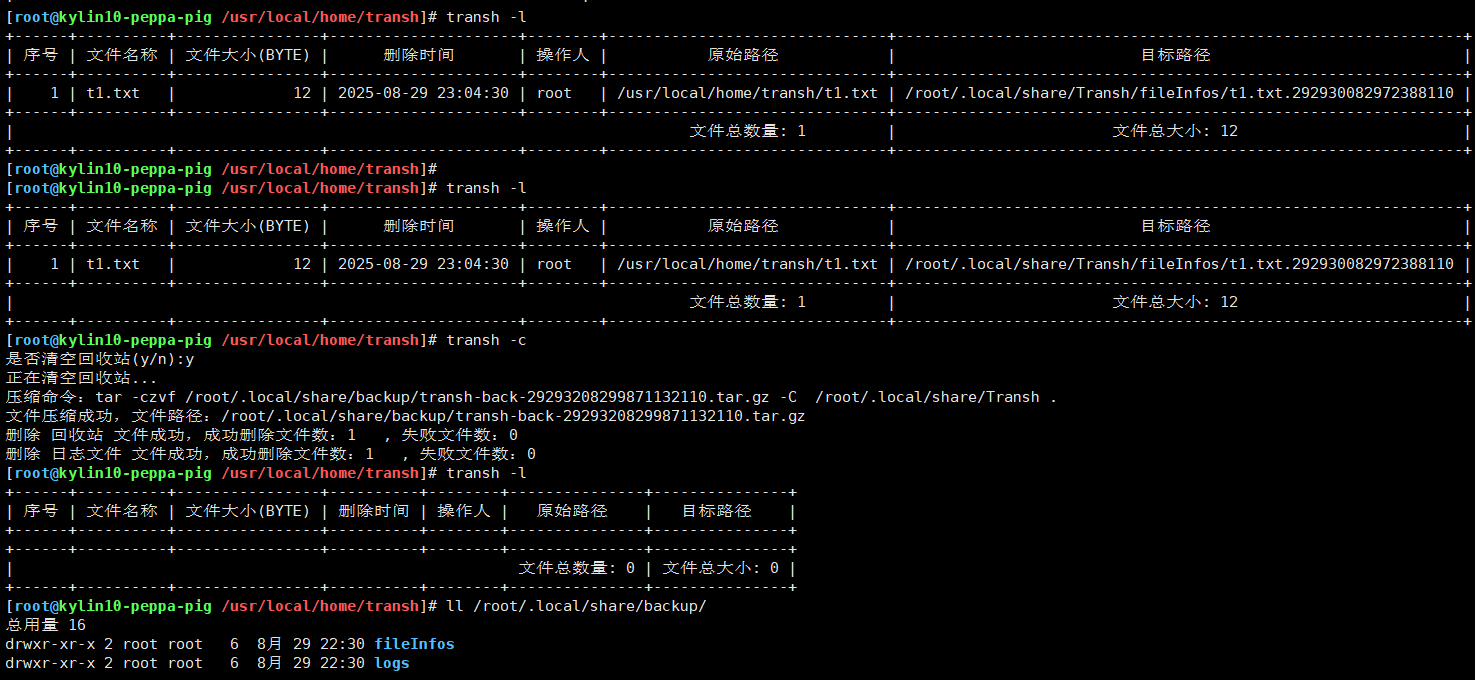 [root@kylin10-peppa-pig /usr/local/home/transh]# transh -l
+------+----------+----------------+---------------------+--------+-------------------------------+--------------------------------------------------------------+
| 序号 | 文件名称 | 文件大小(BYTE) | 删除时间 | 操作人 | 原始路径 | 目标路径 |
+------+----------+----------------+---------------------+--------+-------------------------------+--------------------------------------------------------------+
| 1 | t1.txt | 12 | 2025-08-29 23:04:30 | root | /usr/local/home/transh/t1.txt | /root/.local/share/Transh/fileInfos/t1.txt.292930082972388110 |
+------+----------+----------------+---------------------+--------+-------------------------------+--------------------------------------------------------------+
| 文件总数量: 1 | 文件总大小: 12 |
+------+----------+----------------+---------------------+--------+-------------------------------+--------------------------------------------------------------+
[root@kylin10-peppa-pig /usr/local/home/transh]#
[root@kylin10-peppa-pig /usr/local/home/transh]# transh -l
+------+----------+----------------+---------------------+--------+-------------------------------+--------------------------------------------------------------+
| 序号 | 文件名称 | 文件大小(BYTE) | 删除时间 | 操作人 | 原始路径 | 目标路径 |
+------+----------+----------------+---------------------+--------+-------------------------------+--------------------------------------------------------------+
| 1 | t1.txt | 12 | 2025-08-29 23:04:30 | root | /usr/local/home/transh/t1.txt | /root/.local/share/Transh/fileInfos/t1.txt.292930082972388110 |
+------+----------+----------------+---------------------+--------+-------------------------------+--------------------------------------------------------------+
| 文件总数量: 1 | 文件总大小: 12 |
+------+----------+----------------+---------------------+--------+-------------------------------+--------------------------------------------------------------+
[root@kylin10-peppa-pig /usr/local/home/transh]# transh -c
是否清空回收站(y/n):y
正在清空回收站...
压缩命令：tar -czvf /root/.local/share/backup/transh-back-29293208299871132110.tar.gz -C  /root/.local/share/Transh .
文件压缩成功，文件路径：/root/.local/share/backup/transh-back-29293208299871132110.tar.gz
删除 回收站 文件成功，成功删除文件数：1   , 失败文件数：0
删除 日志文件 文件成功，成功删除文件数：1   , 失败文件数：0
[root@kylin10-peppa-pig /usr/local/home/transh]# transh -l
+------+----------+----------------+----------+--------+---------------+---------------+
| 序号 | 文件名称 | 文件大小(BYTE) | 删除时间 | 操作人 | 原始路径 | 目标路径 |
+------+----------+----------------+----------+--------+---------------+---------------+
+------+----------+----------------+----------+--------+---------------+---------------+
| 文件总数量: 0 | 文件总大小: 0 |
+------+----------+----------------+----------+--------+---------------+---------------+
[root@kylin10-peppa-pig /usr/local/home/transh]# ll /root/.local/share/backup/
总用量 16
drwxr-xr-x 2 root root   6  8月 29 22:30 fileInfos
drwxr-xr-x 2 root root   6  8月 29 22:30 logs